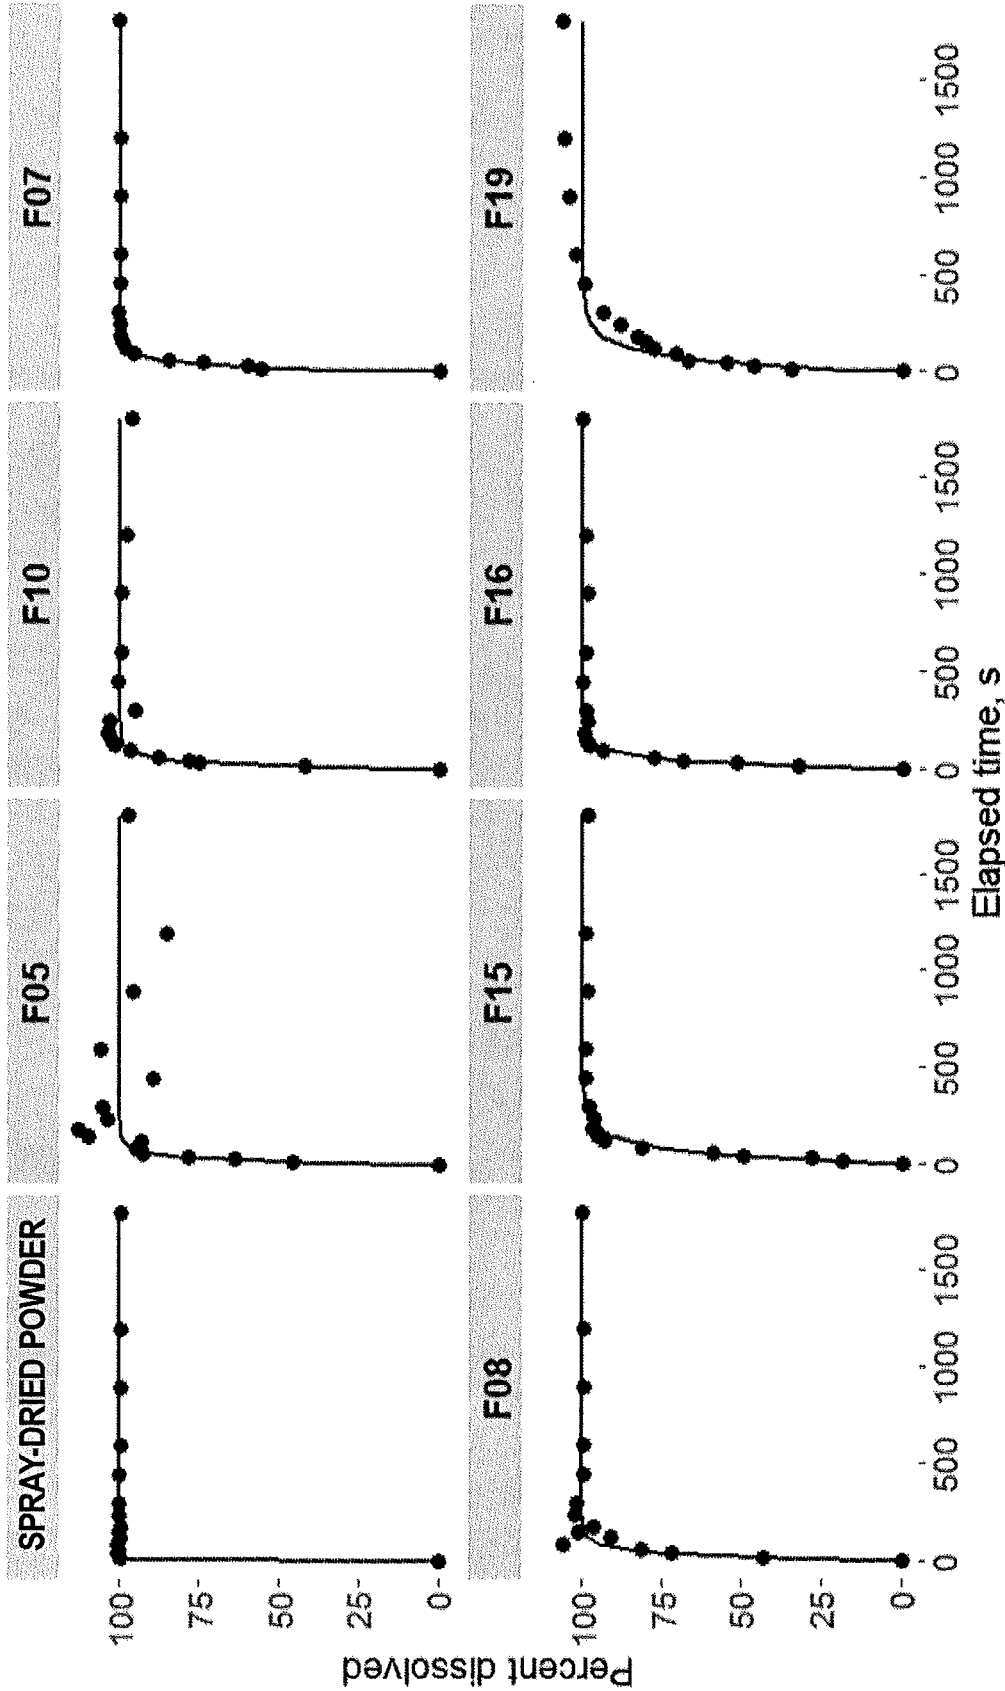 SPRAY-DRIED POWDER
F05
F10
F07
100-
75-
50-
25-
0-
F08
F15
F16
F19
100-
75-
50-
25-
0-
0 500 1000 1500
0 500 1000 1500
0 500 1000 1500
0 500 1000 1500
Percent dissolved
Elapsed time, s